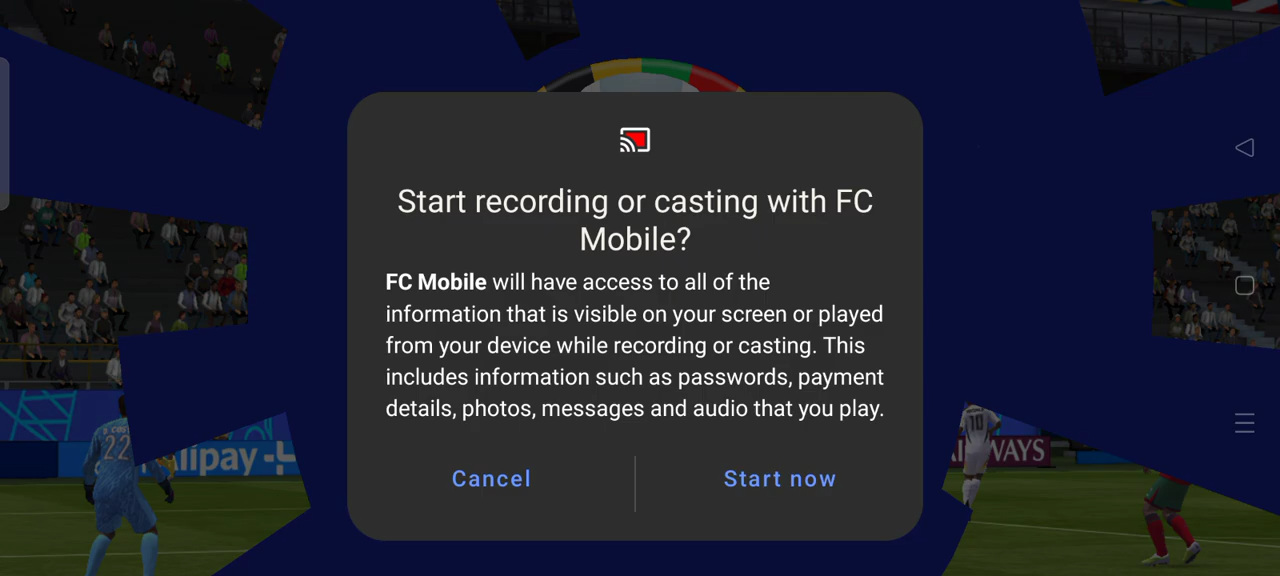 Start recording or casting with FC
Mobile?
FC Mobile will have access to all of the
information that is visible on your screen or played
from your device while recording or casting. This
includes information such as passwords, payment
details, photos, messages and audio that you play.
Cancel
Start now
22
lipay
10
WAYS